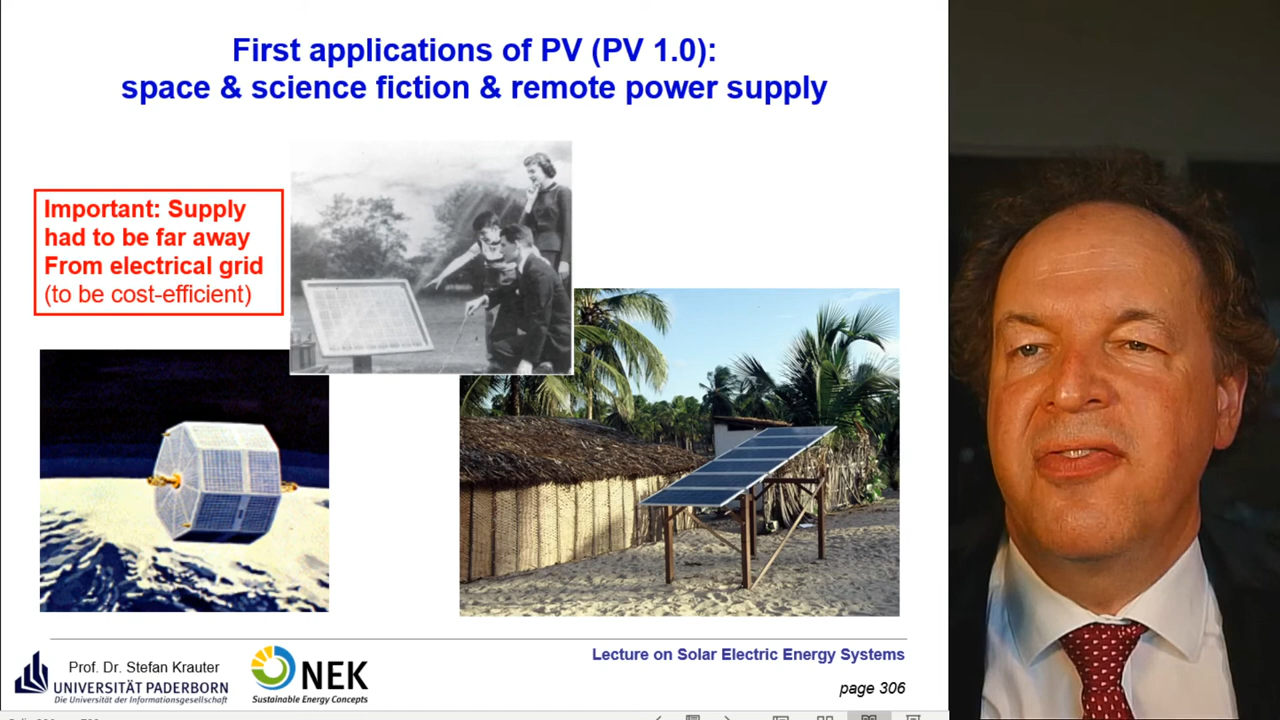 First applications of PV (PV 1.0):
space & science fiction & remote power supply
Important: Supply
had to be far away
From electrical grid
(to be cost-efficient)
Prof. Dr. Stefan Krauter
UNIVERSITÄT PADERBORN
Die Universität der Informationsgesellschaft
NEK
Sustainable Energy Concepts
Lecture on Solar Electric Energy Systems
page 306